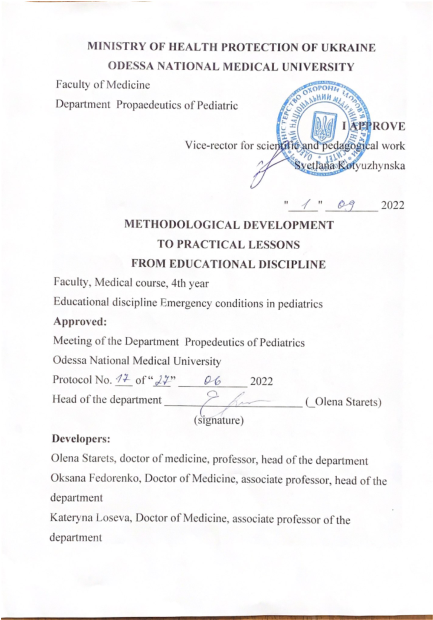 MINISTRY OF HEALTH PROTECTION OF UKRAINE
ODESSA NATIONAL MEDICAL UNIVERSITY
Faculty of Medicine
Department Propaedeutics of Pediatric
I APPROVE
Vice-rector for scientific and pedagogical work
Svetlana Kotyuzhynska
"1" 09 2022
METHODOLOGICAL DEVELOPMENT
TO PRACTICAL LESSONS
FROM EDUCATIONAL DISCIPLINE
Faculty, Medical course, 4th year
Educational discipline Emergency conditions in pediatrics
Approved:
Meeting of the Department Propedeutics of Pediatrics
Odessa National Medical University
Protocol No. 17 of "27" 06 2022
Head of the department ____________________ (_Olena Starets)
(signature)
Developers:
Olena Starets, doctor of medicine, professor, head of the department
Oksana Fedorenko, Doctor of Medicine, associate professor, head of the
department
Kateryna Loseva, Doctor of Medicine, associate professor of the
department